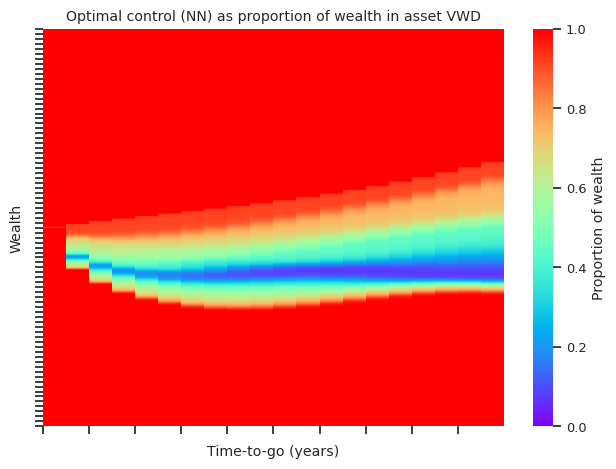 Optimal control (NN) as proportion of wealth in asset VWD
1.0
0.8
0.6
0.4
0.2
0.0
Proportion of wealth
Wealth
Time-to-go (years)